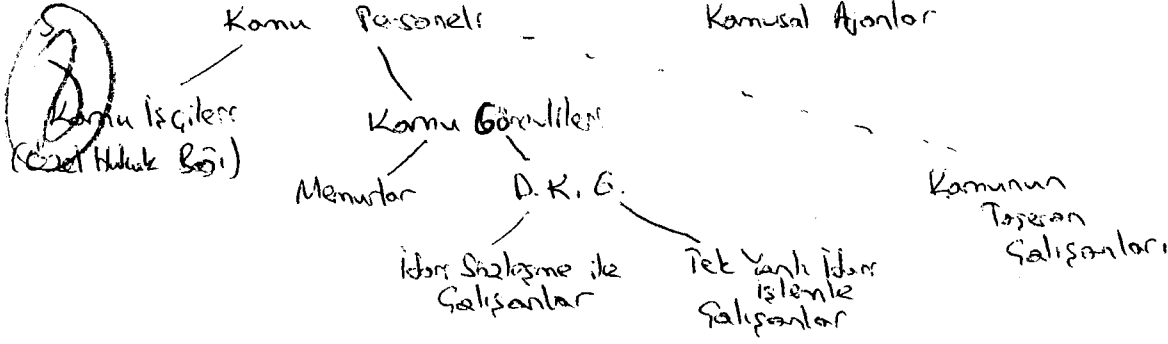 Kamu Personeli
Kamusal Ajanlar
Kamu İşçileri
(Özel Hukuk Bağı)
Kamu Görevlileri
Memurlar
D. K. G.
Kamunun
Taşeron
Çalışanları
İdari Sözleşme ile
Çalışanlar
Tek Yanlı İdari
İşlemle
Çalışanlar